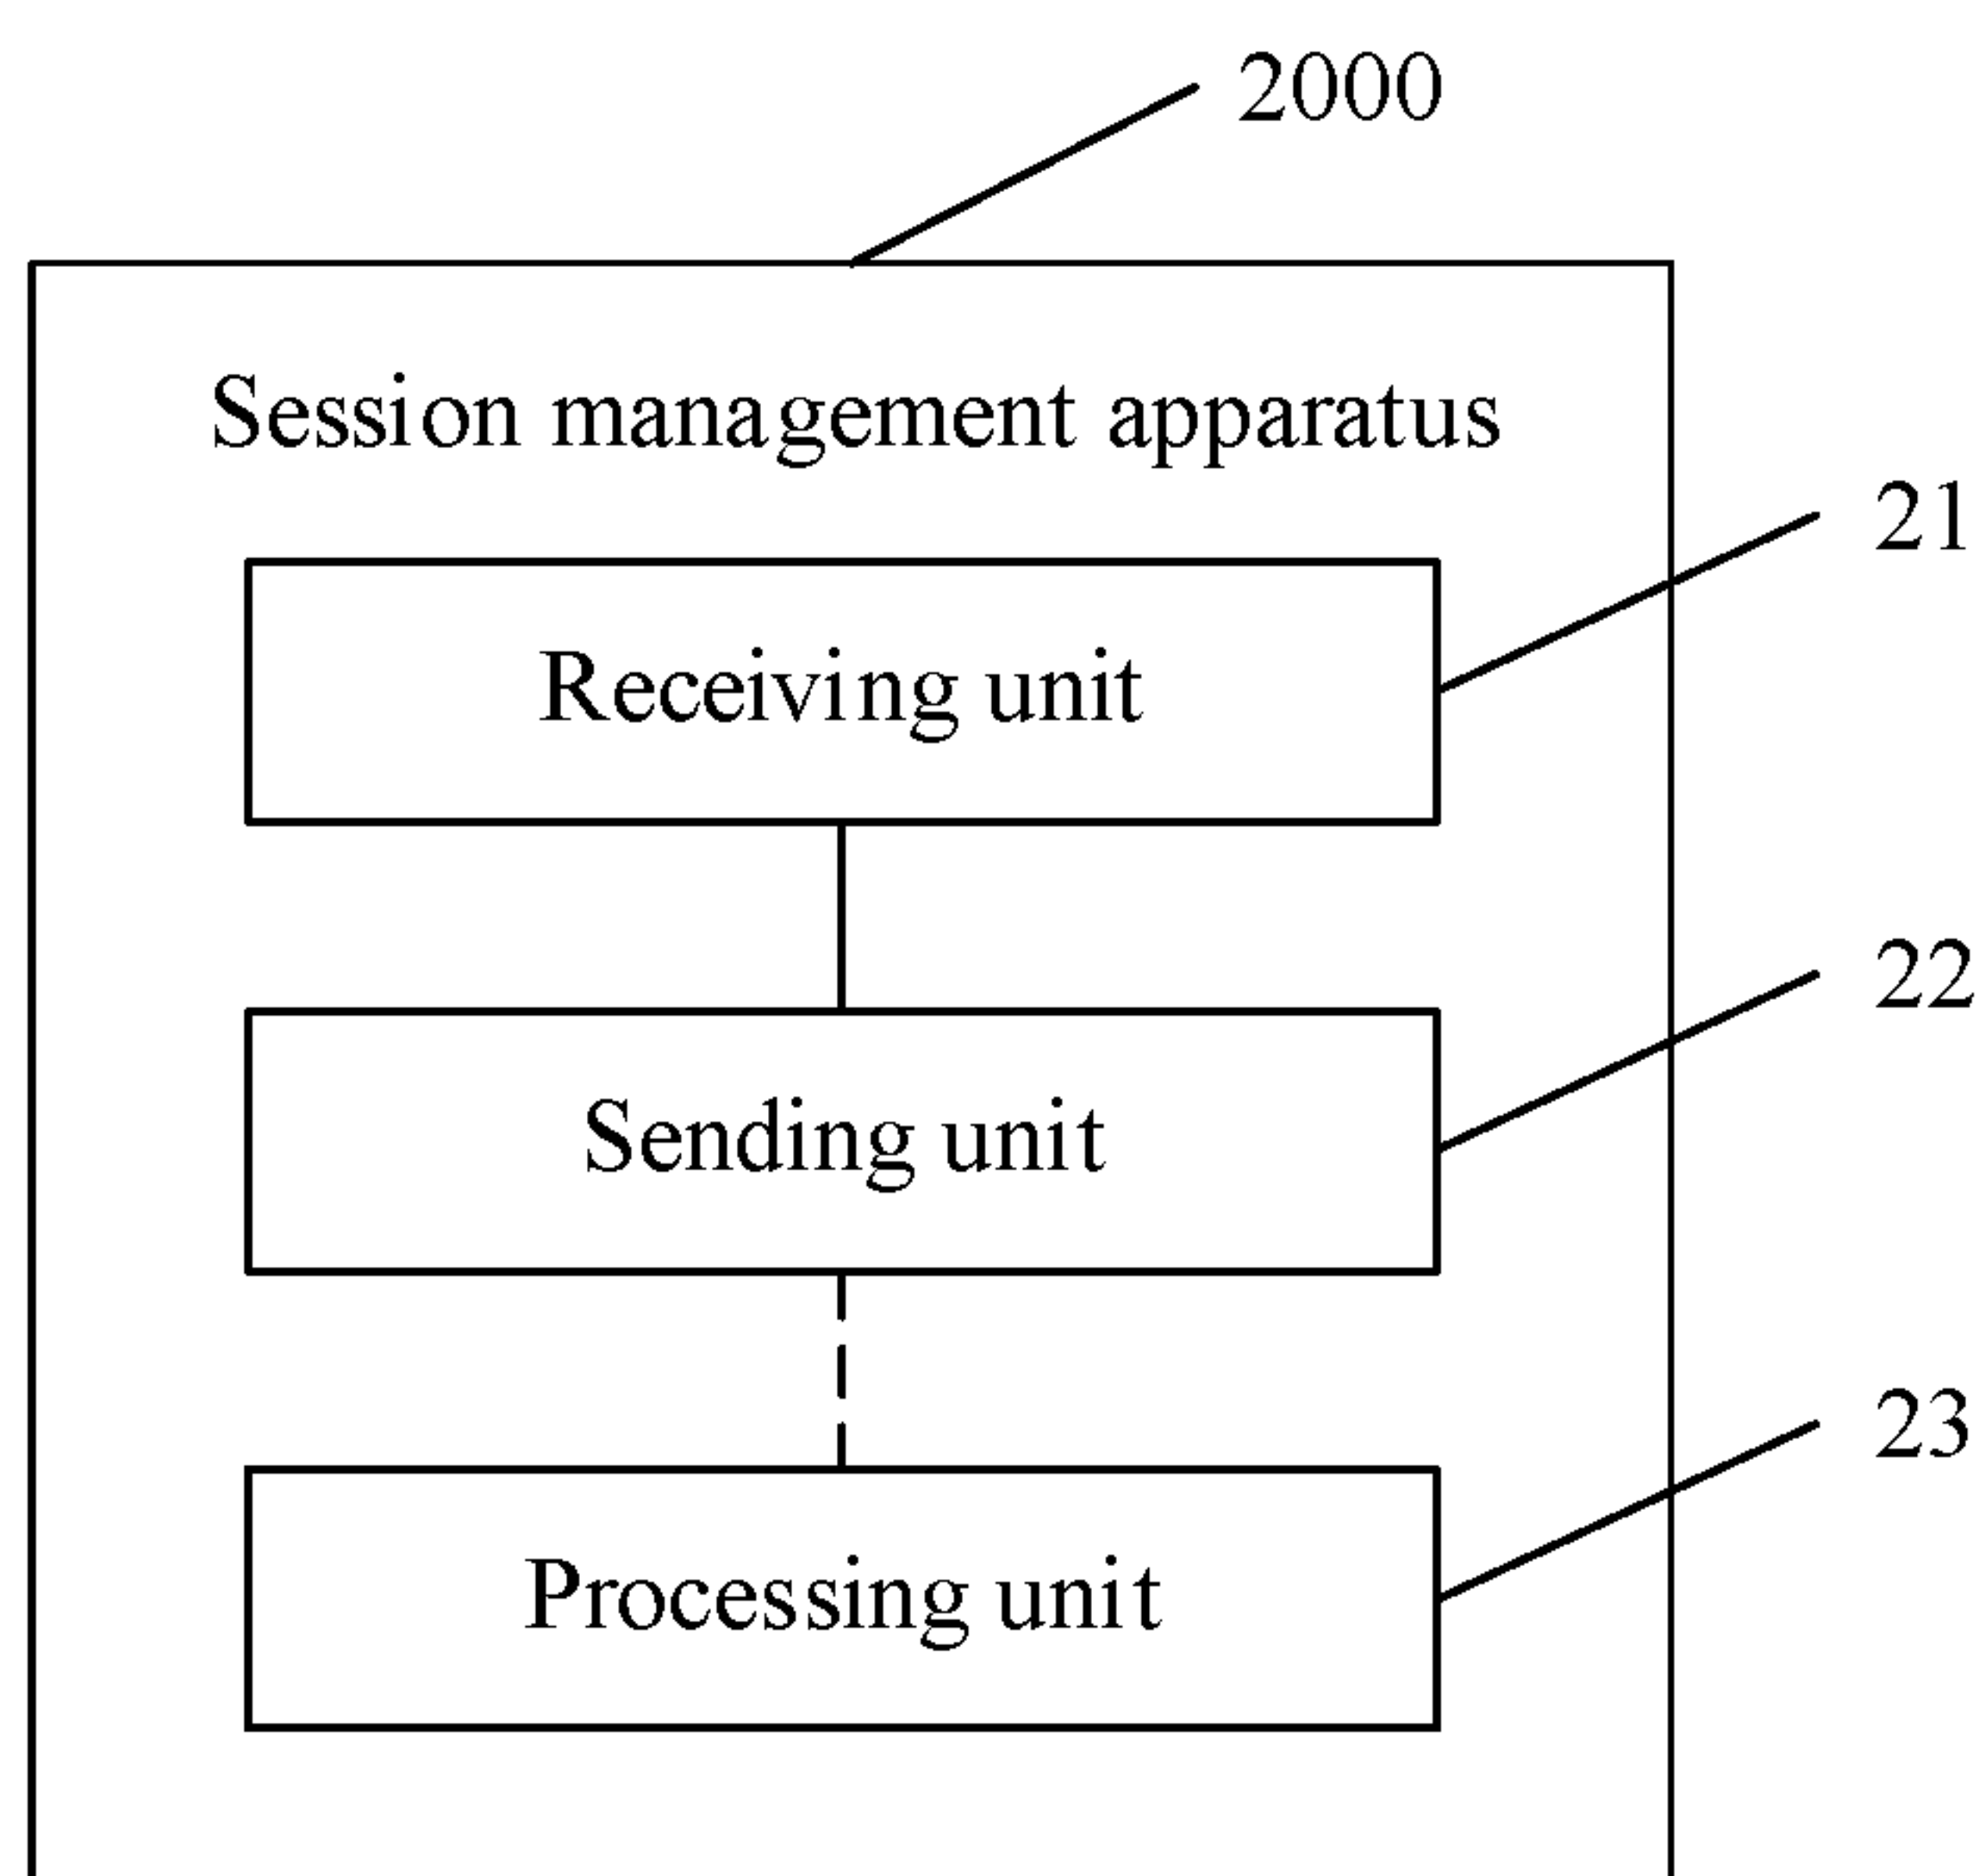 2000
Session management apparatus
21
Receiving unit
22
Sending unit
23
Processing unit